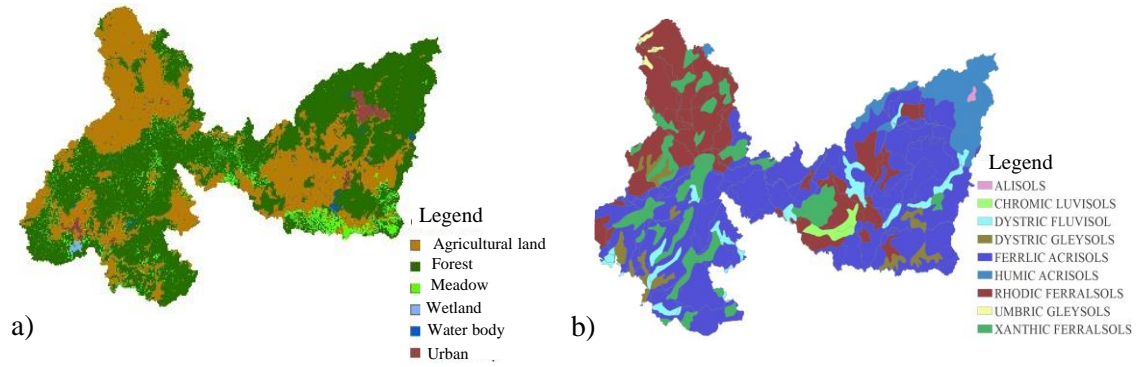 a)
Legend
Agricultural land
Forest
Meadow
Wetland
Water body
Urban
b)
Legend
ALISOLS
CHROMIC LUVISOLS
DYSTRIC FLUVISOL
DYSTRIC GLEYSOLS
FERRLIC ACRISOLS
HUMIC ACRISOLS
RHODIC FERRALSOLS
UMBRIC GLEYSOLS
XANTHIC FERRALSOLS